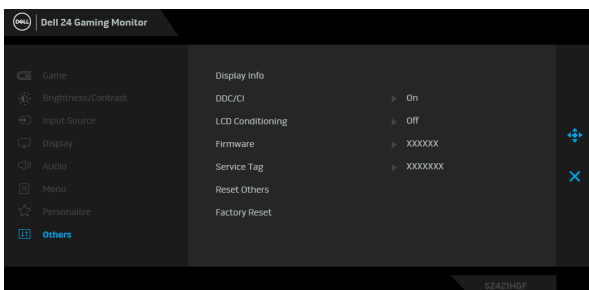 DELL
Dell 24 Gaming Monitor
Game
Brightness/Contrast
Input Source
Display
Audio
Menu
Personalize
Others
Display Info
DDC/CI On
LCD Conditioning Off
Firmware XXXXXX
Service Tag XXXXXXX
Reset Others
Factory Reset
S2421HGF